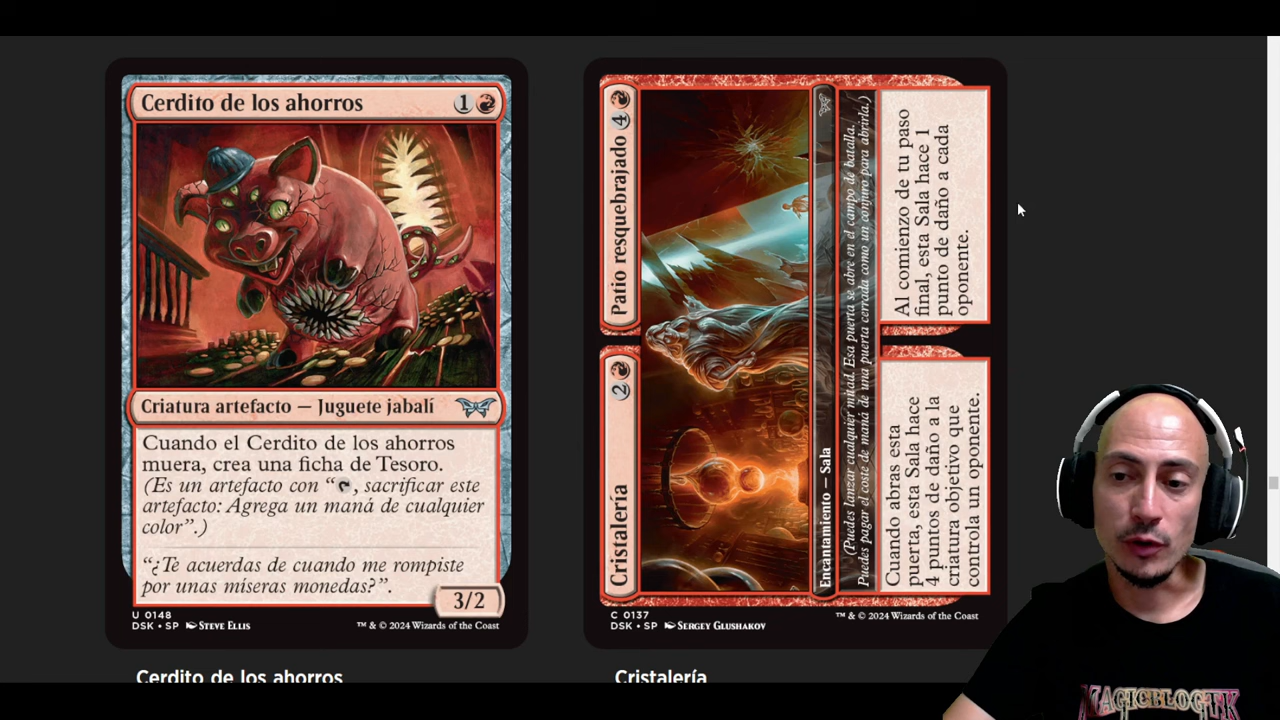 Cerdito de los ahorros
1
Criatura artefacto — Juguete jabalí
Cuando el Cerdito de los ahorros
muera, crea una ficha de Tesoro.
(Es un artefacto con “, sacrificar este
artefacto: Agrega un maná de cualquier
color”.)
“¿Te acuerdas de cuando me rompiste
por unas míseras monedas?”.
3/2
U 0148
DSK • SP Steve Ellis
™ & © 2024 Wizards of the Coast
Cristalería 2
Patio resquebrajado 4
Encantamiento — Sala
(Puedes lanzar cualquier mitad. Esa puerta se abre en el campo de batalla.
Puedes pagar el coste de maná de una puerta cerrada como un conjuro para abrirla.)
Cuando abras esta
puerta, esta Sala hace
4 puntos de daño a la
criatura objetivo que
controla un oponente.
Al comienzo de tu paso
final, esta Sala hace 1
punto de daño a cada
oponente.
C 0137
DSK • SP Sergey Glushakov
™ & © 2024 Wizards of the Coast
Cerdito de los ahorros
Cristalería
MAGICBLOGTK